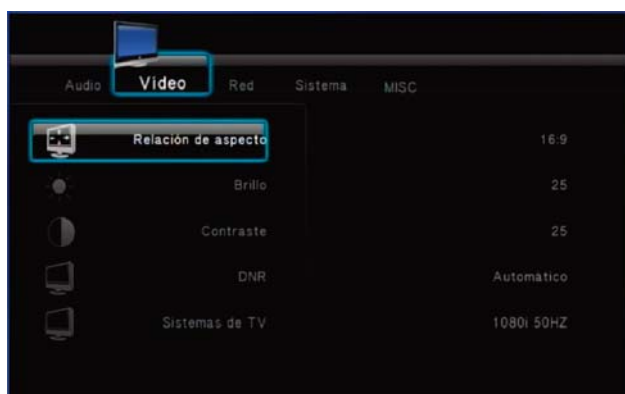 Audio Video Red Sistema MISC
Relación de aspecto 16:9
Brillo 25
Contraste 25
DNR Automático
Sistemas de TV 1080i 50HZ